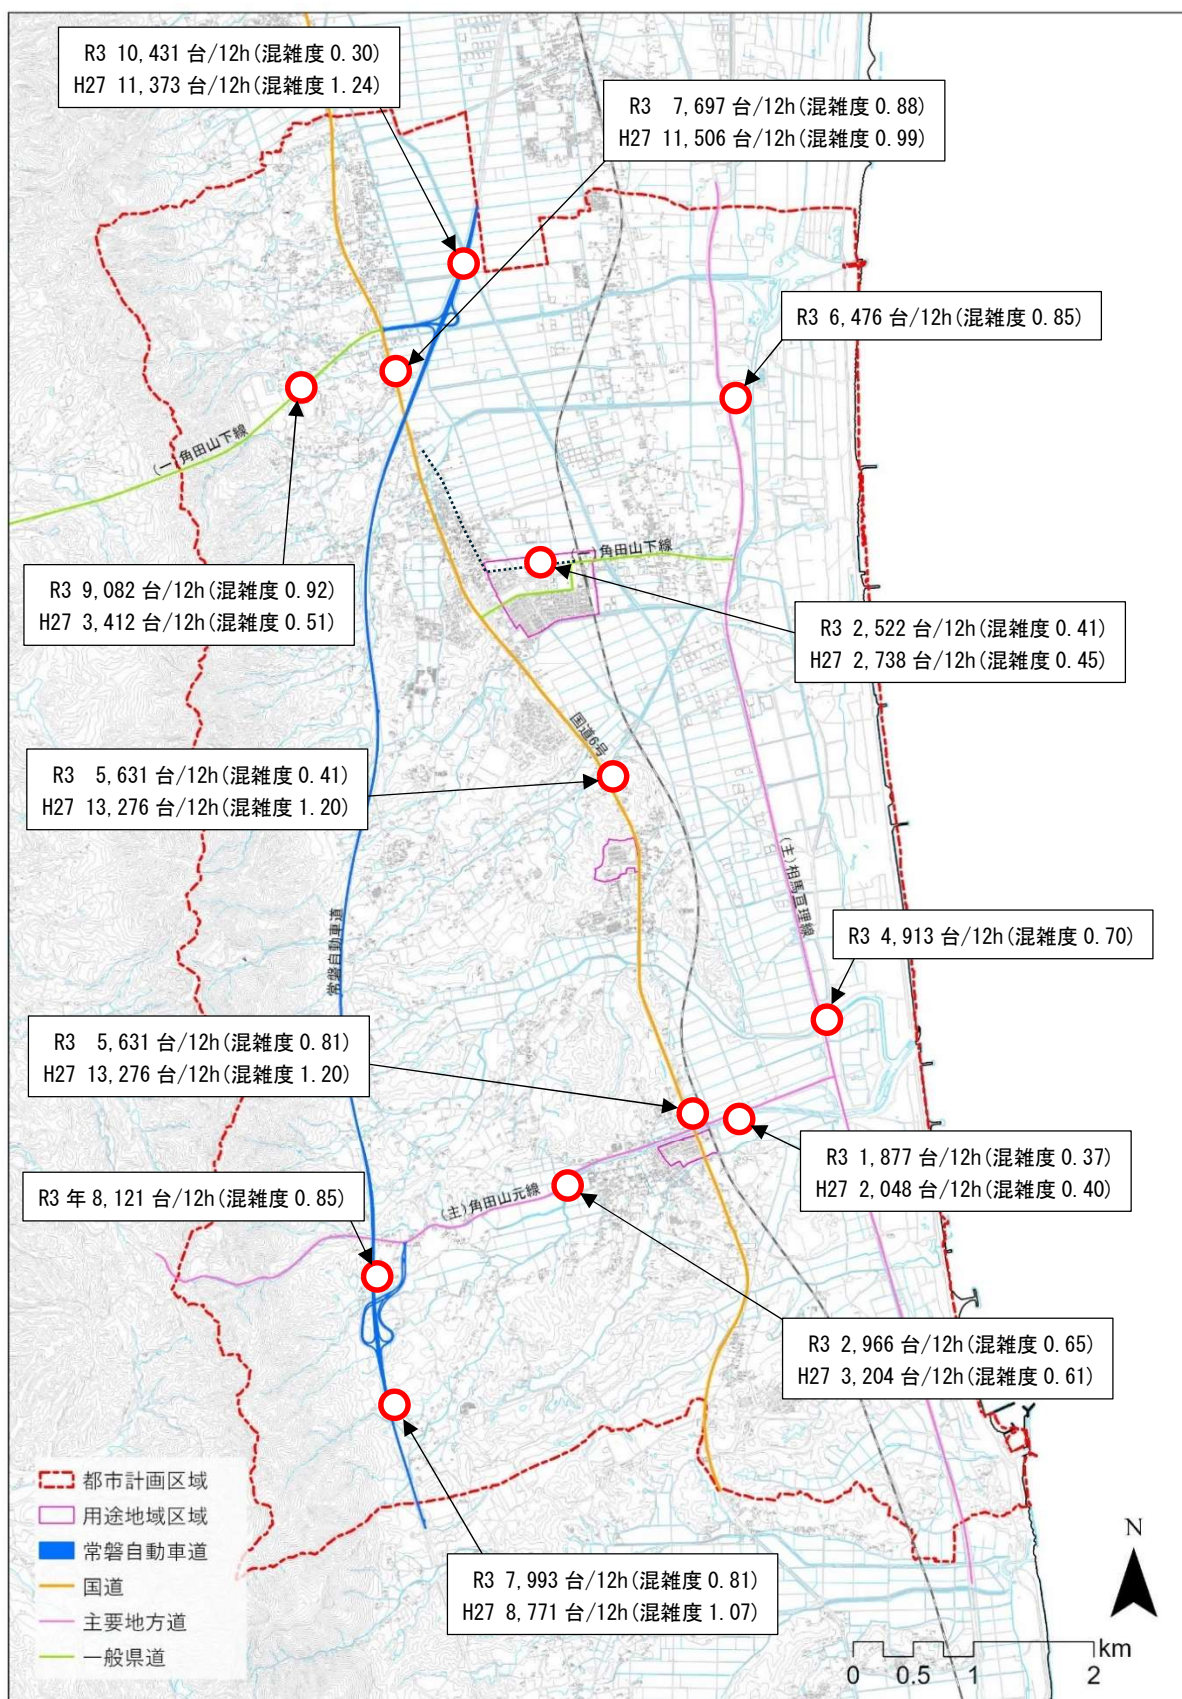 R3 10,431 台/12h(混雑度 0.30)
H27 11,373 台/12h(混雑度 1.24)
R3 7,697 台/12h(混雑度 0.88)
H27 11,506 台/12h(混雑度 0.99)
R3 6,476 台/12h(混雑度 0.85)
(一)角田山下線
(一)角田山下線
R3 9,082 台/12h(混雑度 0.92)
H27 3,412 台/12h(混雑度 0.51)
R3 2,522 台/12h(混雑度 0.41)
H27 2,738 台/12h(混雑度 0.45)
国道6号
R3 5,631 台/12h(混雑度 0.41)
H27 13,276 台/12h(混雑度 1.20)
(主)相馬亘理線
常磐自動車道
R3 4,913 台/12h(混雑度 0.70)
R3 5,631 台/12h(混雑度 0.81)
H27 13,276 台/12h(混雑度 1.20)
R3 1,877 台/12h(混雑度 0.37)
H27 2,048 台/12h(混雑度 0.40)
R3 年 8,121 台/12h(混雑度 0.85)
(主)角田山元線
R3 2,966 台/12h(混雑度 0.65)
H27 3,204 台/12h(混雑度 0.61)
都市計画区域
用途地域区域
常磐自動車道
国道
主要地方道
一般県道
R3 7,993 台/12h(混雑度 0.81)
H27 8,771 台/12h(混雑度 1.07)
N
km
0 0.5 1 2